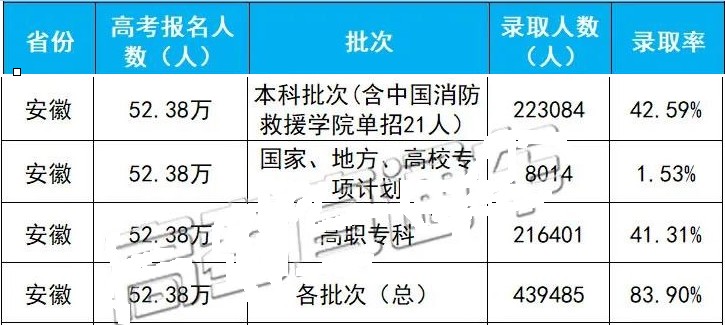 省份 高考报名人数（人） 批次 录取人数（人） 录取率
安徽 52.38万 本科批次(含中国消防救援学院单招21人） 223084 42.59%
安徽 52.38万 国家、地方、高校专项计划 8014 1.53%
安徽 52.38万 高职专科 216401 41.31%
安徽 52.38万 各批次（总） 439485 83.90%